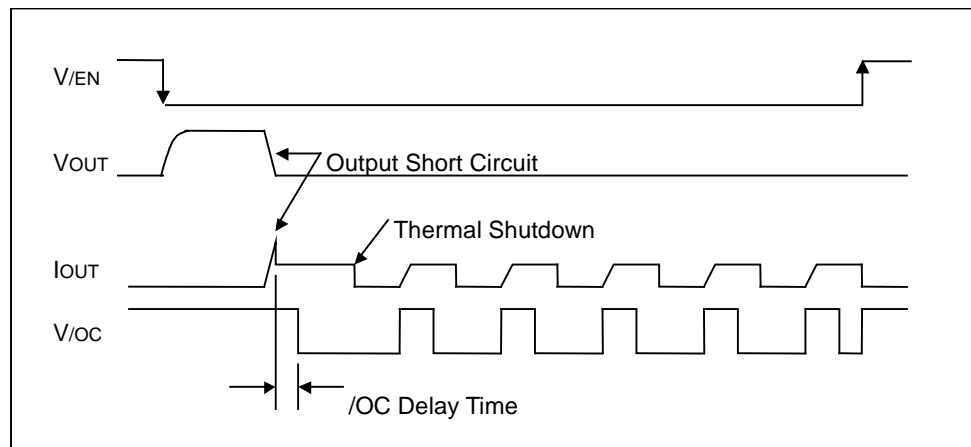 V/EN
VOUT
Output Short Circuit
Thermal Shutdown
IOUT
V/OC
/OC Delay Time